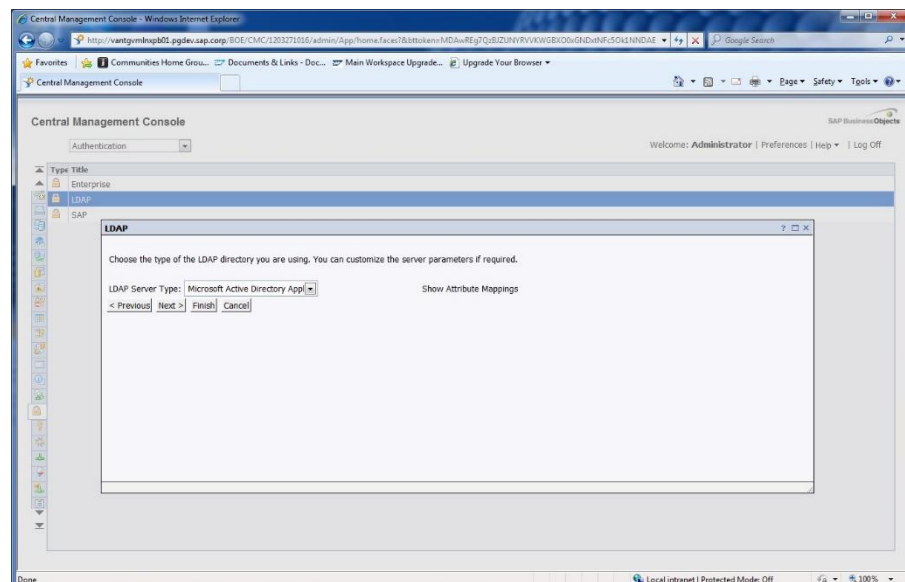 Central Management Console - Windows Internet Explorer
Google Search
Favorites Communities Home Grou... Documents & Links - Doc... Main Workspace Upgrade... Upgrade Your Browser
Central Management Console Page Safety Tools
Central Management Console
SAP BusinessObjects
Authentication Welcome: Administrator | Preferences | Help | Log Off
Type Title
Enterprise
LDAP
SAP
LDAP ?
Choose the type of the LDAP directory you are using. You can customize the server parameters if required.
LDAP Server Type: Microsoft Active Directory Appl Show Attribute Mappings
< Previous Next > Finish Cancel
Done Local intranet | Protected Mode: Off 100%